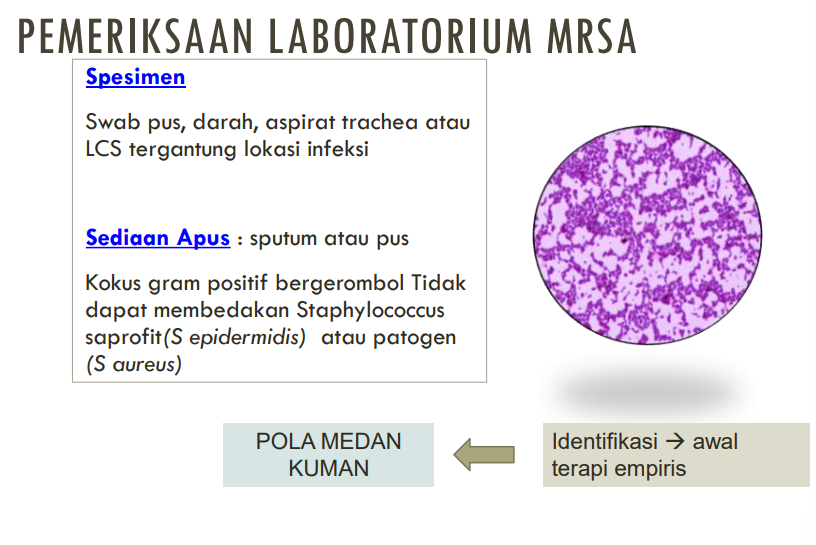 PEMERIKSAAN LABORATORIUM MRSA
Spesimen
Swab pus, darah, aspirat trachea atau
LCS tergantung lokasi infeksi
Sediaan Apus : sputum atau pus
Kokus gram positif bergerombol Tidak
dapat membedakan Staphylococcus
saprofit(S epidermidis) atau patogen
(S aureus)
POLA MEDAN
KUMAN
Identifikasi → awal
terapi empiris